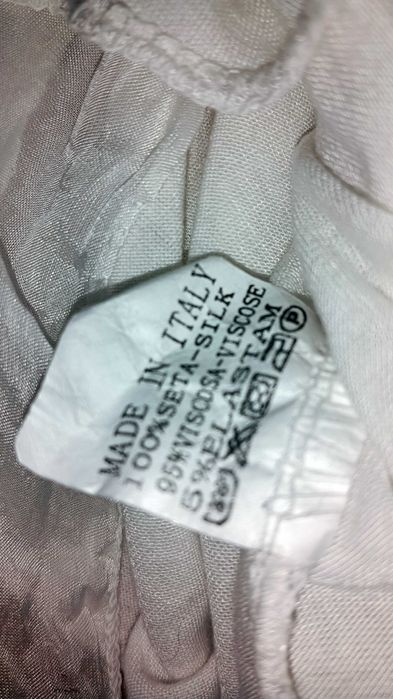 MADE IN ITALY
100%SETA-SILK
95%VISCOSA-VISCOSE
5%ELASTAM
P